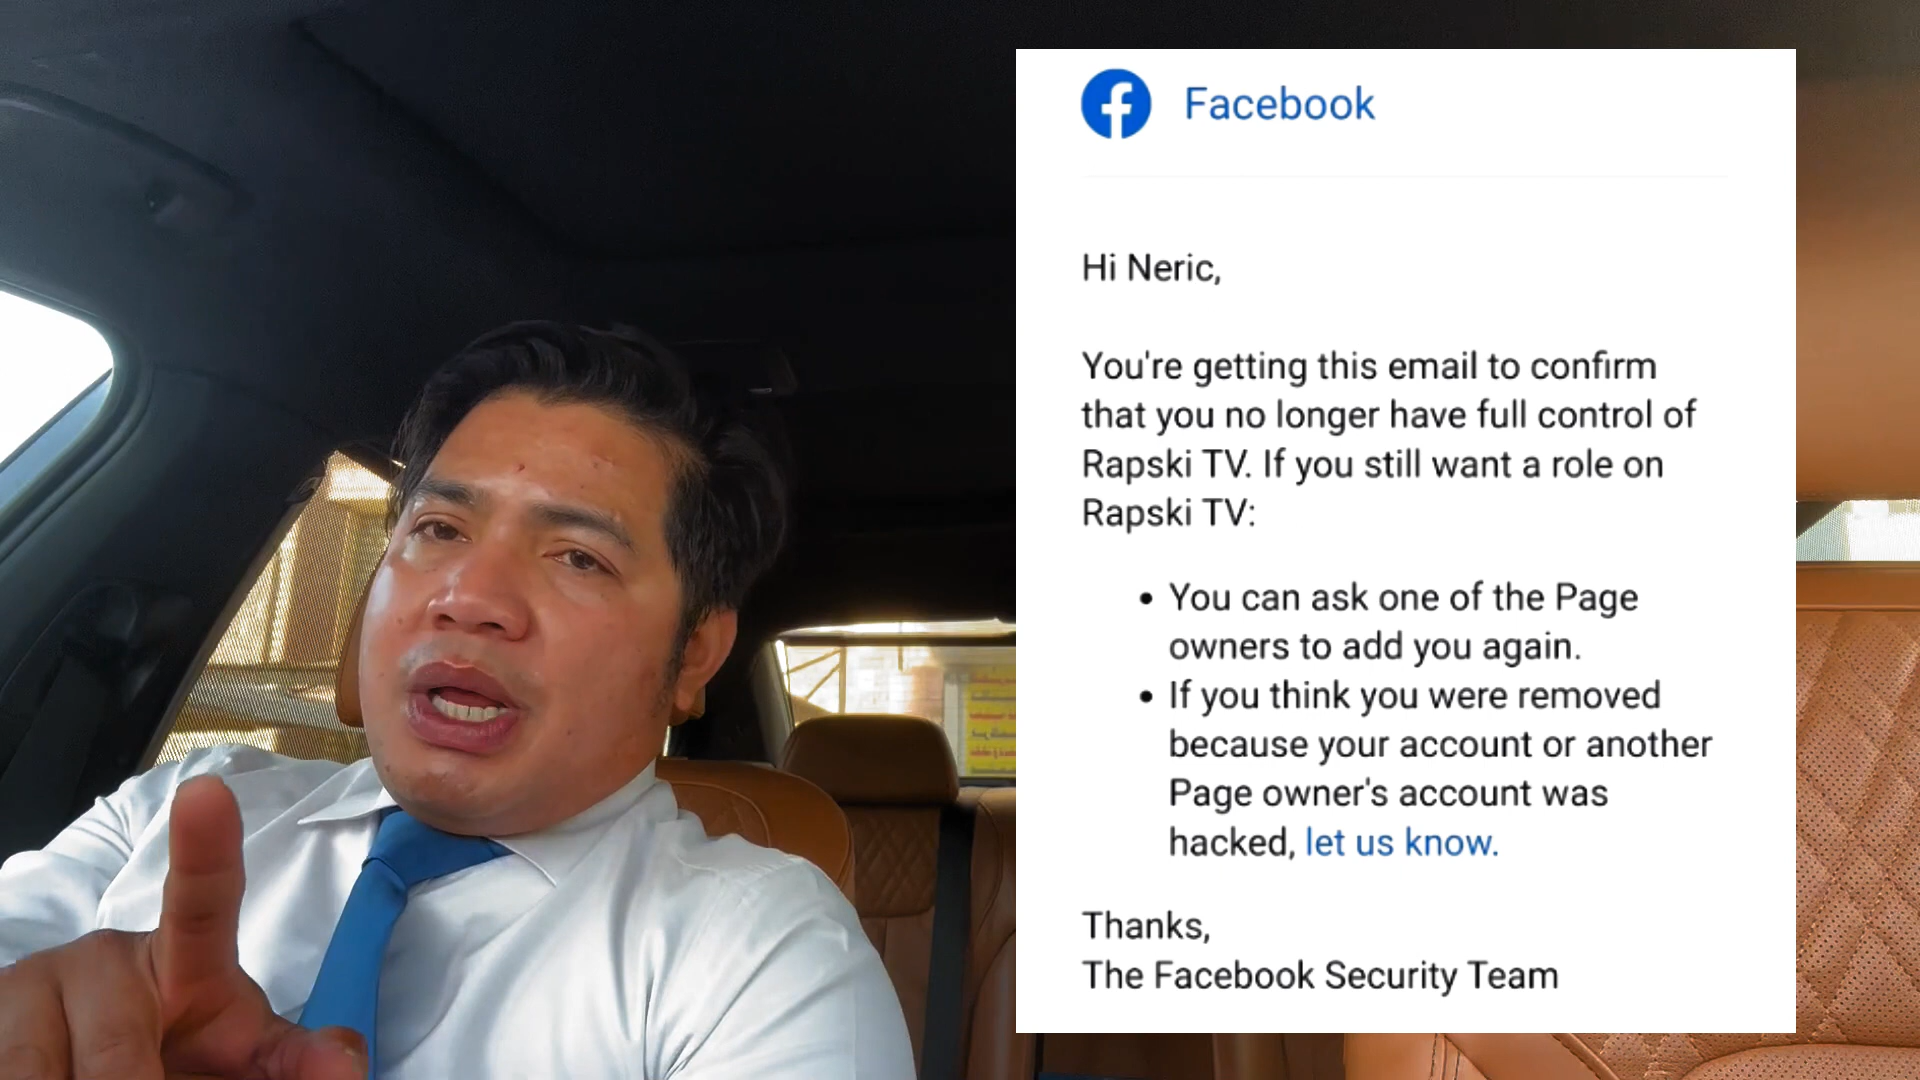 Facebook
Hi Neric,
You're getting this email to confirm
that you no longer have full control of
Rapski TV. If you still want a role on
Rapski TV:
• You can ask one of the Page
owners to add you again.
• If you think you were removed
because your account or another
Page owner's account was
hacked, let us know.
Thanks,
The Facebook Security Team